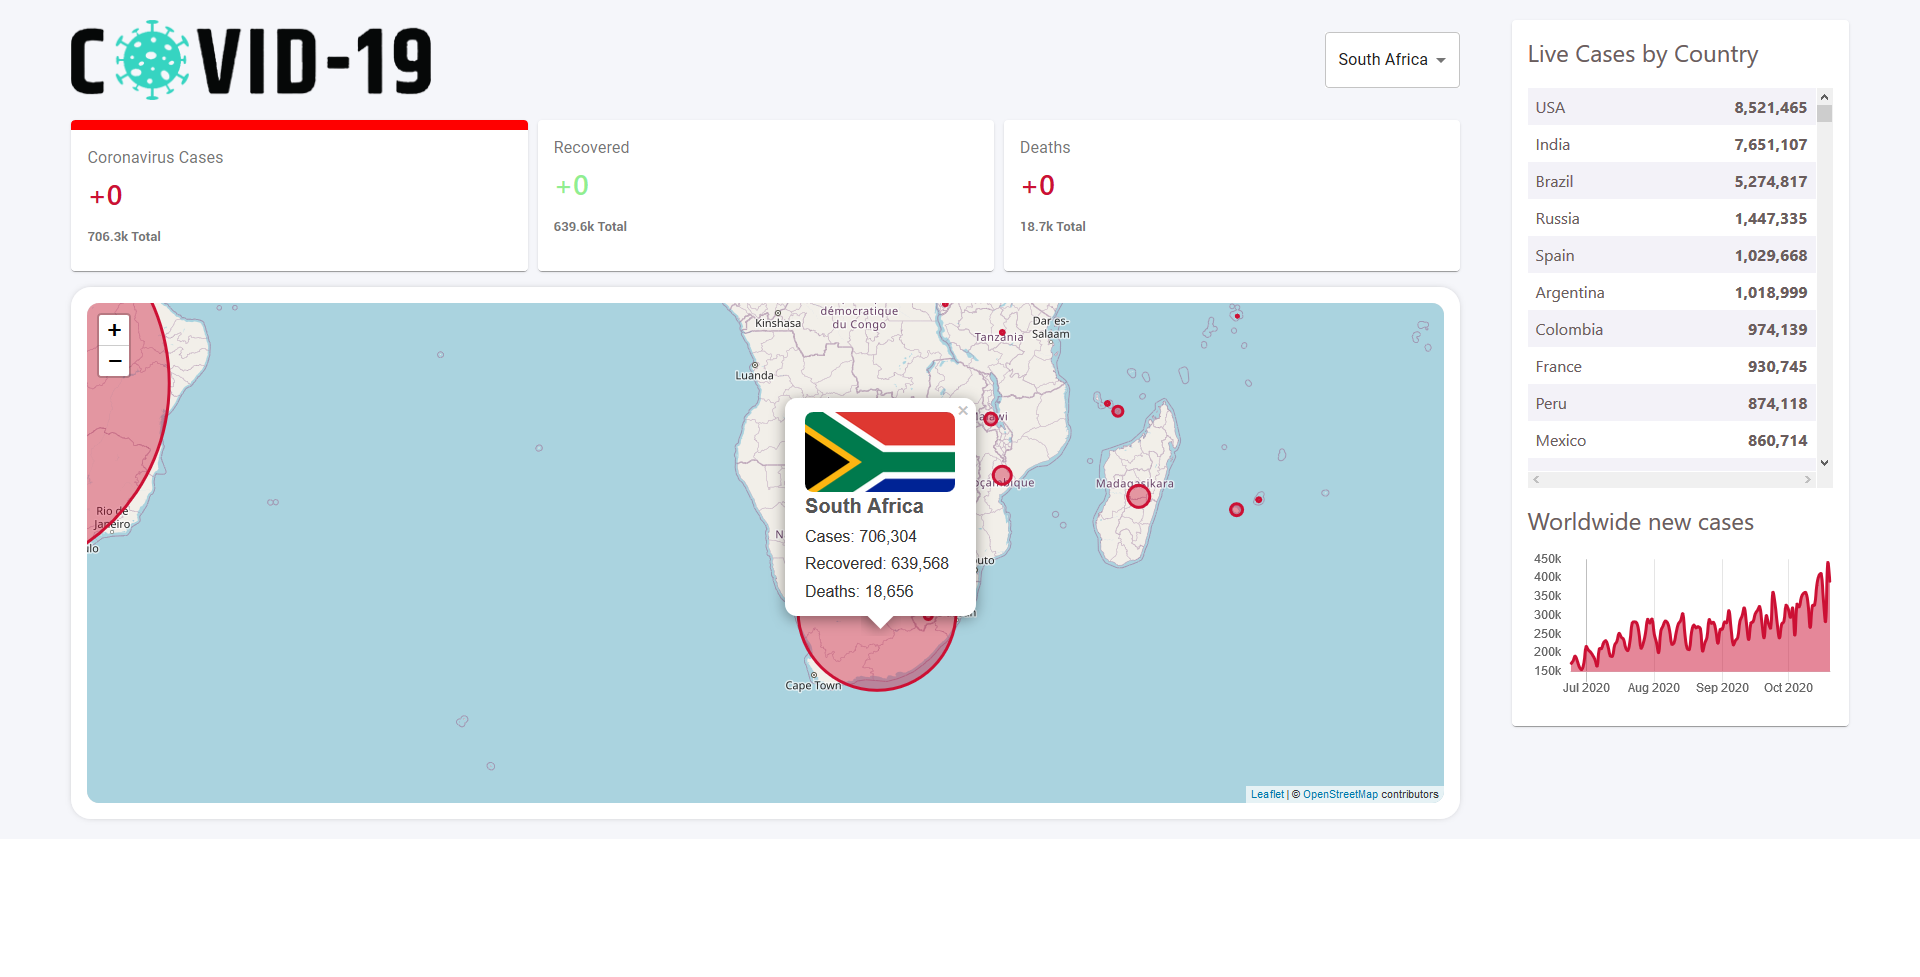 COVID-19
South Africa
Coronavirus Cases
+0
706.3k Total
Recovered
+0
639.6k Total
Deaths
+0
18.7k Total
+
−
Kinshasa
démocratique
du Congo
Dar es-
Salaam
Tanzania
Luanda
Madagasikara
Rio de
Janeiro
Cape Town
×
South Africa
Cases: 706,304
Recovered: 639,568
Deaths: 18,656
Leaflet | © OpenStreetMap contributors
Live Cases by Country
USA 8,521,465
India 7,651,107
Brazil 5,274,817
Russia 1,447,335
Spain 1,029,668
Argentina 1,018,999
Colombia 974,139
France 930,745
Peru 874,118
Mexico 860,714
Worldwide new cases
450k
400k
350k
300k
250k
200k
150k
Jul 2020 Aug 2020 Sep 2020 Oct 2020